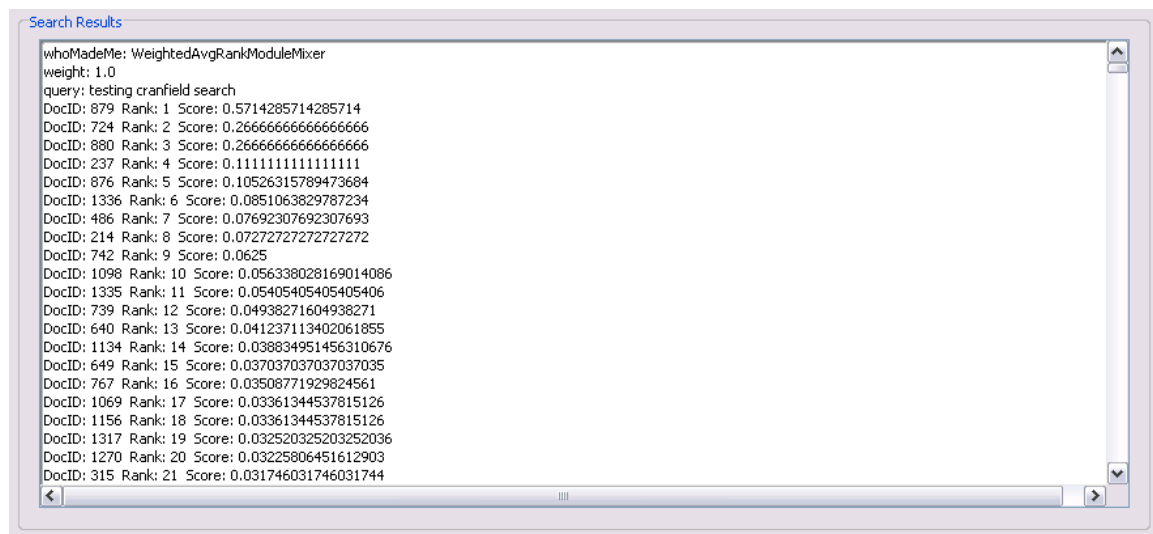 Search Results
whoMadeMe: WeightedAvgRankModuleMixer
weight: 1.0
query: testing cranfield search
DocID: 879 Rank: 1 Score: 0.5714285714285714
DocID: 724 Rank: 2 Score: 0.26666666666666666
DocID: 880 Rank: 3 Score: 0.26666666666666666
DocID: 237 Rank: 4 Score: 0.1111111111111111
DocID: 876 Rank: 5 Score: 0.10526315789473684
DocID: 1336 Rank: 6 Score: 0.0851063829787234
DocID: 486 Rank: 7 Score: 0.07692307692307693
DocID: 214 Rank: 8 Score: 0.07272727272727272
DocID: 742 Rank: 9 Score: 0.0625
DocID: 1098 Rank: 10 Score: 0.056338028169014086
DocID: 1335 Rank: 11 Score: 0.05405405405405406
DocID: 739 Rank: 12 Score: 0.04938271604938271
DocID: 640 Rank: 13 Score: 0.041237113402061855
DocID: 1134 Rank: 14 Score: 0.038834951456310676
DocID: 649 Rank: 15 Score: 0.037037037037037035
DocID: 767 Rank: 16 Score: 0.03508771929824561
DocID: 1069 Rank: 17 Score: 0.03361344537815126
DocID: 1156 Rank: 18 Score: 0.03361344537815126
DocID: 1317 Rank: 19 Score: 0.032520325203252036
DocID: 1270 Rank: 20 Score: 0.03225806451612903
DocID: 315 Rank: 21 Score: 0.031746031746031744